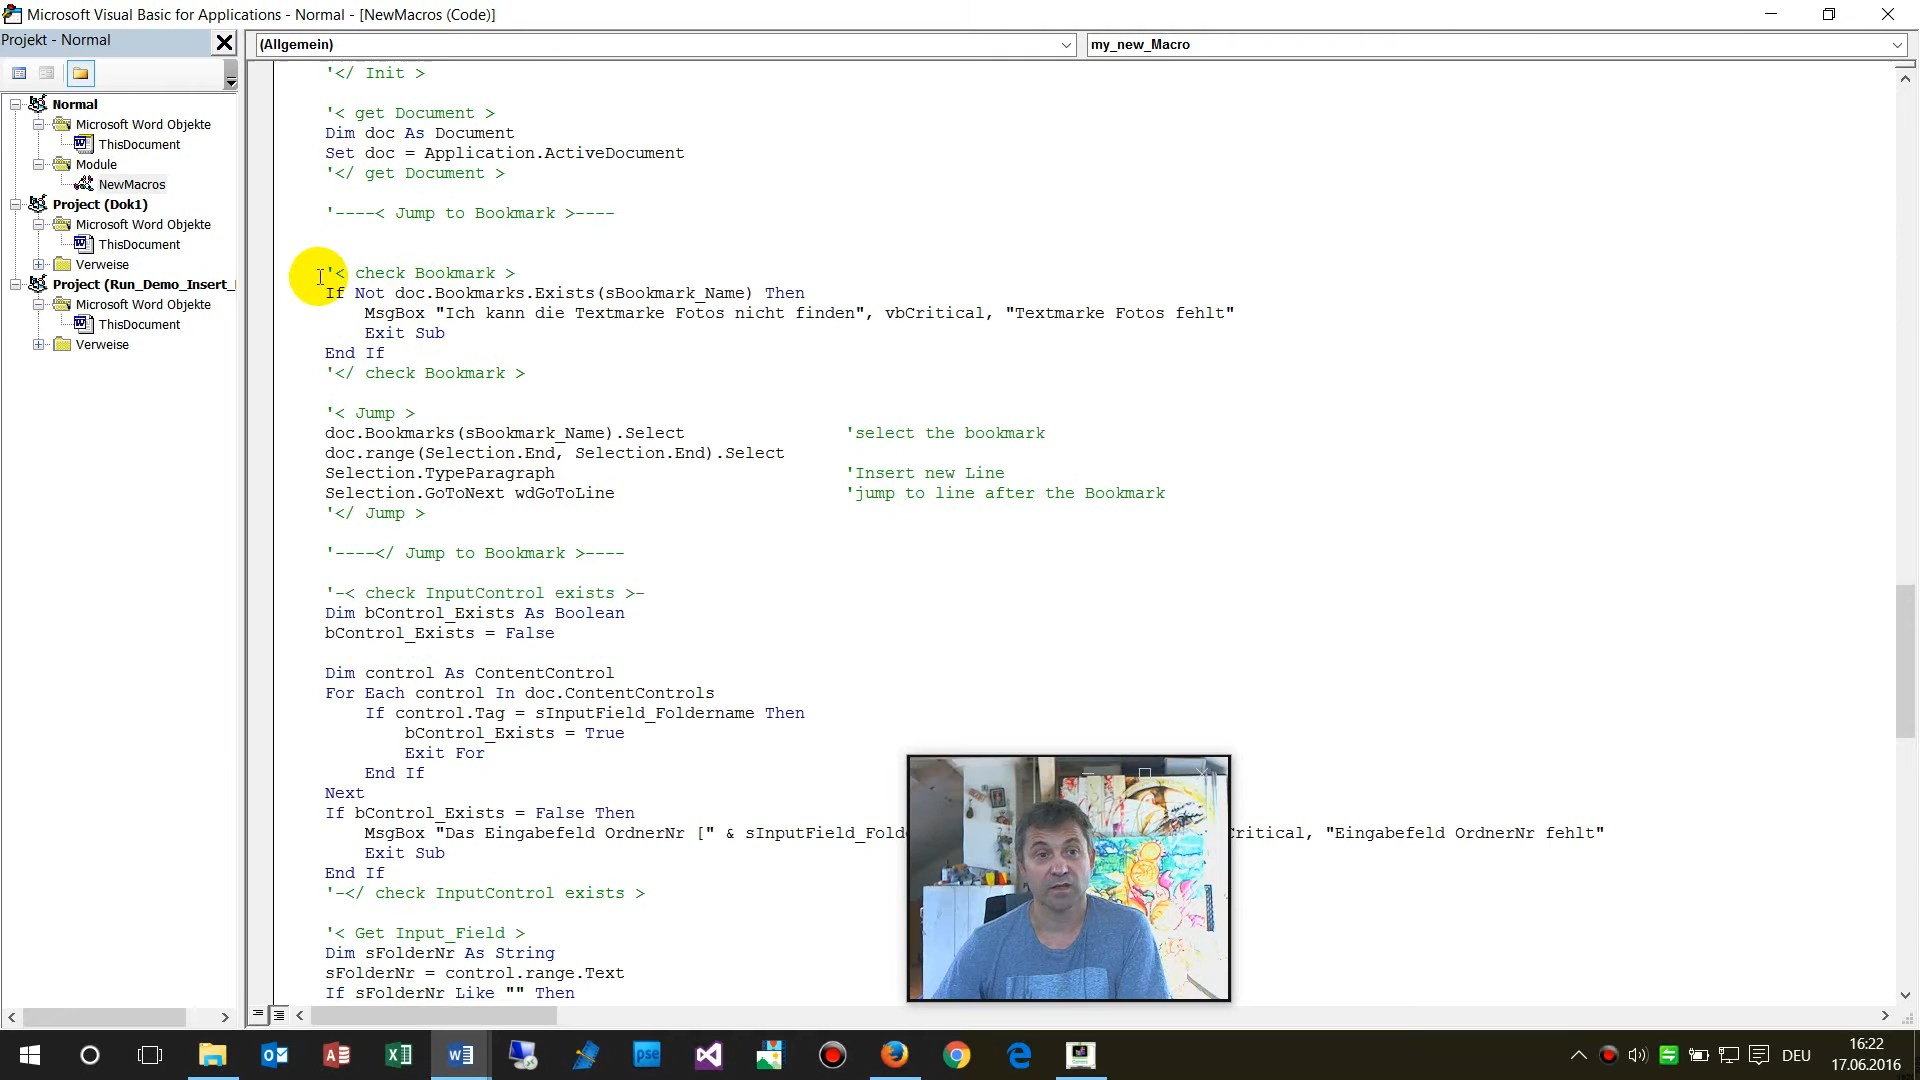 Microsoft Visual Basic for Applications - Normal - [NewMacros (Code)]
Projekt - Normal
(Allgemein)
my_new_Macro
Normal
Microsoft Word Objekte
ThisDocument
Module
NewMacros
Project (Dok1)
Microsoft Word Objekte
ThisDocument
Verweise
Project (Run_Demo_Insert_
Microsoft Word Objekte
ThisDocument
Verweise
'</ Init >
'< get Document >
Dim doc As Document
Set doc = Application.ActiveDocument
'</ get Document >
'----< Jump to Bookmark >----
'< check Bookmark >
If Not doc.Bookmarks.Exists(sBookmark_Name) Then
MsgBox "Ich kann die Textmarke Fotos nicht finden", vbCritical, "Textmarke Fotos fehlt"
Exit Sub
End If
'</ check Bookmark >
'< Jump >
doc.Bookmarks(sBookmark_Name).Select 'select the bookmark
doc.range(Selection.End, Selection.End).Select
Selection.TypeParagraph 'Insert new Line
Selection.GoToNext wdGoToLine 'jump to line after the Bookmark
'</ Jump >
'----</ Jump to Bookmark >----
'-< check InputControl exists >-
Dim bControl_Exists As Boolean
bControl_Exists = False
Dim control As ContentControl
For Each control In doc.ContentControls
If control.Tag = sInputField_Foldername Then
bControl_Exists = True
Exit For
End If
Next
If bControl_Exists = False Then
MsgBox "Das Eingabefeld OrdnerNr [" & sInputField_Fold ritical, "Eingabefeld OrdnerNr fehlt"
Exit Sub
End If
'-</ check InputControl exists >
'< Get Input_Field >
Dim sFolderNr As String
sFolderNr = control.range.Text
If sFolderNr Like "" Then
pse
DEU
16:22
17.06.2016